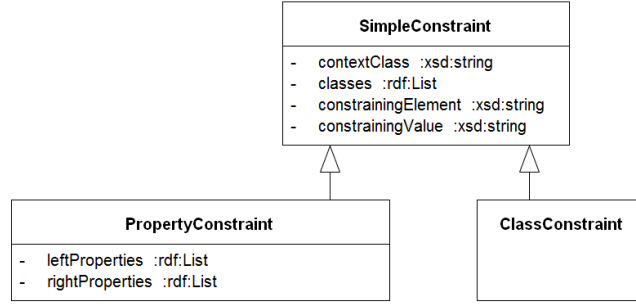 SimpleConstraint
- contextClass :xsd:string
- classes :rdf:List
- constrainingElement :xsd:string
- constrainingValue :xsd:string
PropertyConstraint
- leftProperties :rdf:List
- rightProperties :rdf:List
ClassConstraint